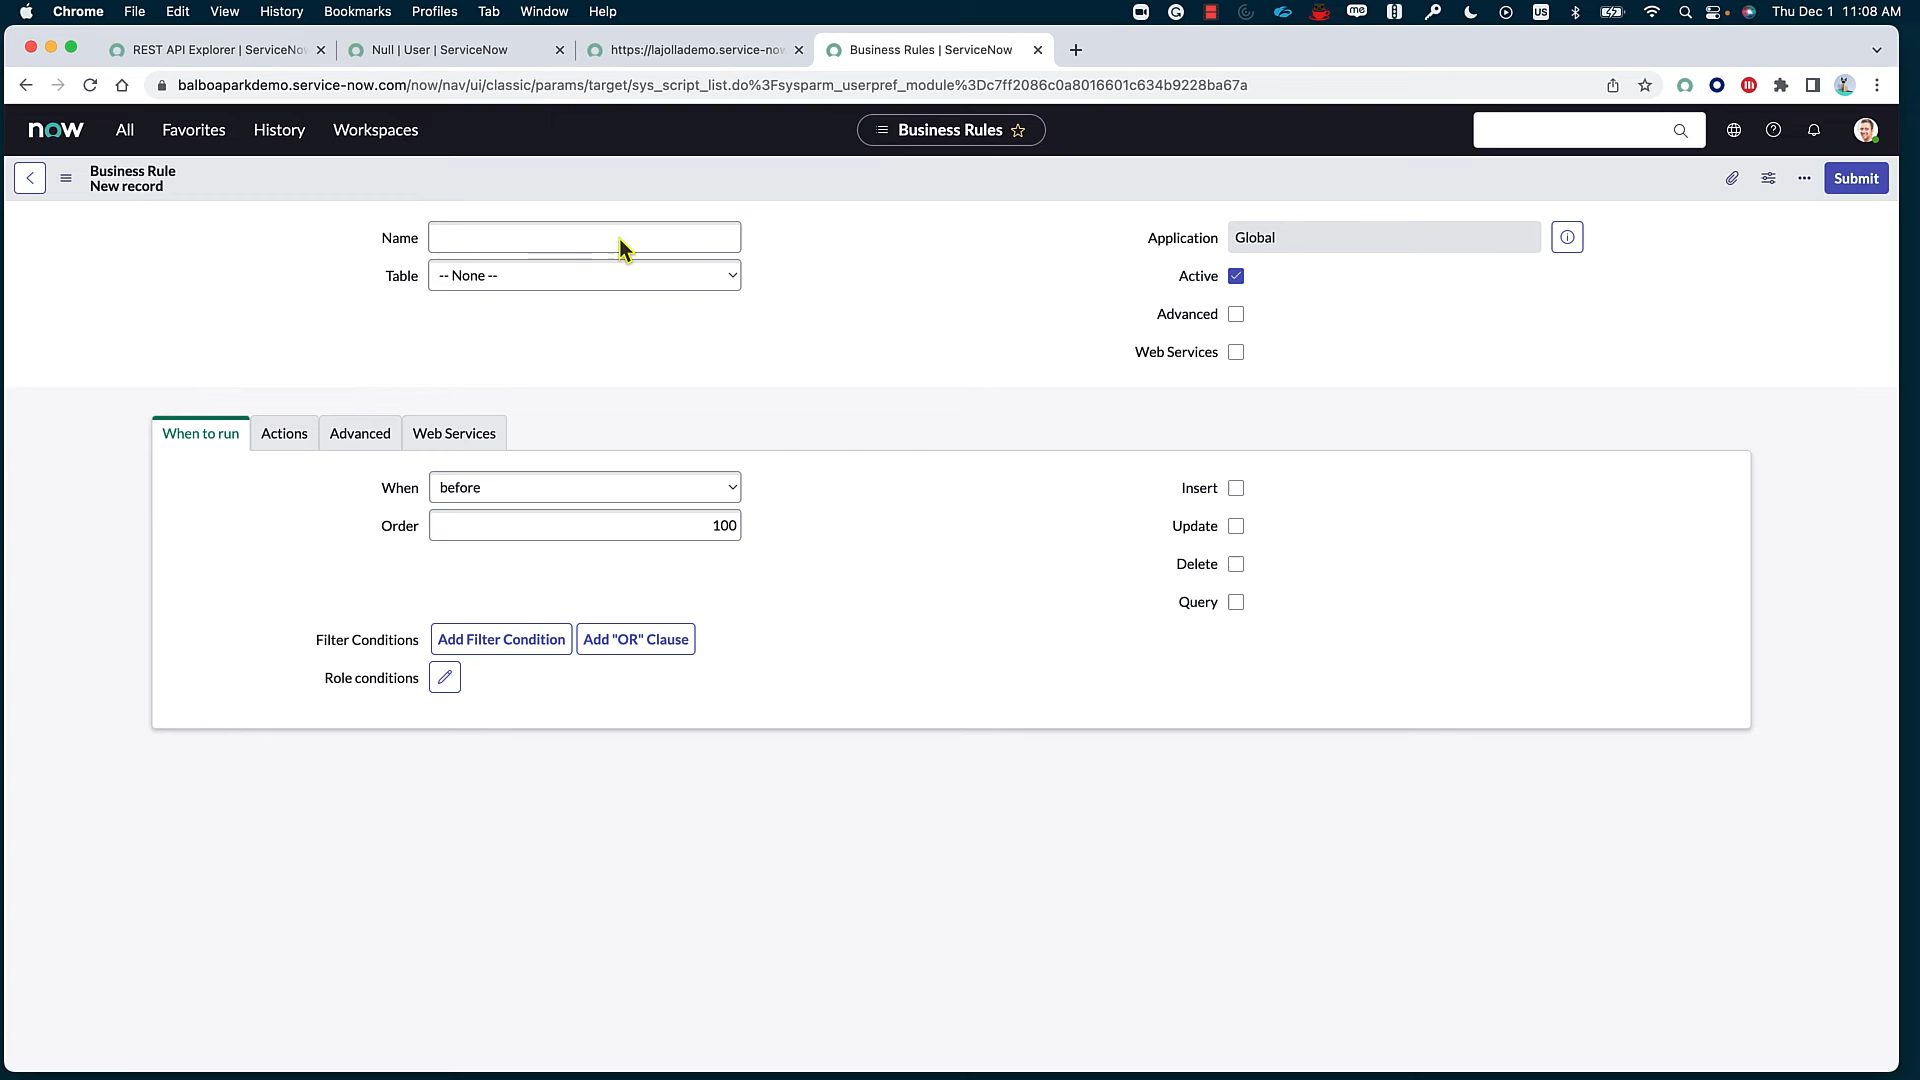 Chrome File Edit View History Bookmarks Profiles Tab Window Help me US Thu Dec 1 11:08 AM
REST API Explorer | ServiceNo Null | User | ServiceNow https://lajollademo.service-now Business Rules | ServiceNow
balboaparkdemo.service-now.com/now/nav/ui/classic/params/target/sys_script_list.do%3Fsysparm_userpref_module%3Dc7ff2086c0a8016601c634b9228ba67a
now All Favorites History Workspaces Business Rules
Business Rule
New record
Submit
Name Application Global
Table -- None -- Active
Advanced
Web Services
When to run Actions Advanced Web Services
When before Insert
Order 100 Update
Delete
Query
Filter Conditions Add Filter Condition Add "OR" Clause
Role conditions